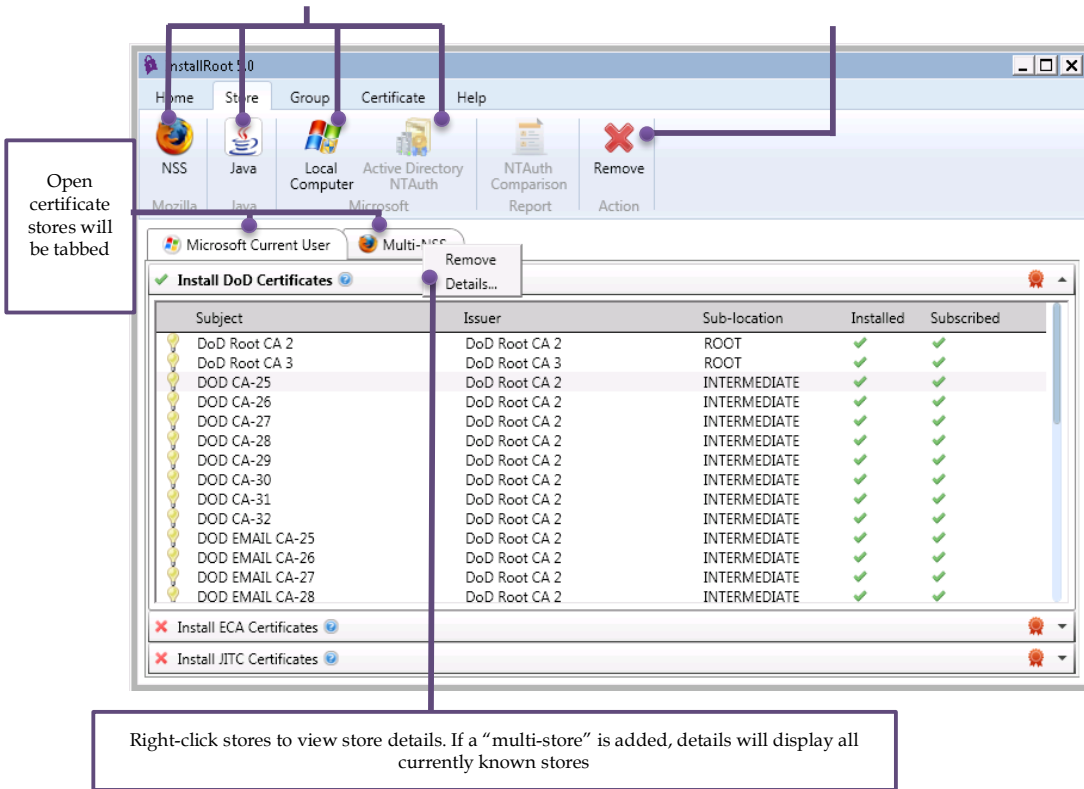 InstallRoot 5.0
Home Store Group Certificate Help
NSS Java Local Computer Active Directory NTAuth NTAuth Comparison Remove
Mozilla Java Microsoft Report Action
Open
certificate
stores will
be tabbed
Microsoft Current User Multi-NSS
Remove
Details...
Install DoD Certificates
Subject Issuer Sub-location Installed Subscribed
DoD Root CA 2 DoD Root CA 2 ROOT
DoD Root CA 3 DoD Root CA 3 ROOT
DOD CA-25 DoD Root CA 2 INTERMEDIATE
DOD CA-26 DoD Root CA 2 INTERMEDIATE
DOD CA-27 DoD Root CA 2 INTERMEDIATE
DOD CA-28 DoD Root CA 2 INTERMEDIATE
DOD CA-29 DoD Root CA 2 INTERMEDIATE
DOD CA-30 DoD Root CA 2 INTERMEDIATE
DOD CA-31 DoD Root CA 2 INTERMEDIATE
DOD CA-32 DoD Root CA 2 INTERMEDIATE
DOD EMAIL CA-25 DoD Root CA 2 INTERMEDIATE
DOD EMAIL CA-26 DoD Root CA 2 INTERMEDIATE
DOD EMAIL CA-27 DoD Root CA 2 INTERMEDIATE
DOD EMAIL CA-28 DoD Root CA 2 INTERMEDIATE
Install ECA Certificates
Install JITC Certificates
Right-click stores to view store details. If a “multi-store” is added, details will display all
currently known stores